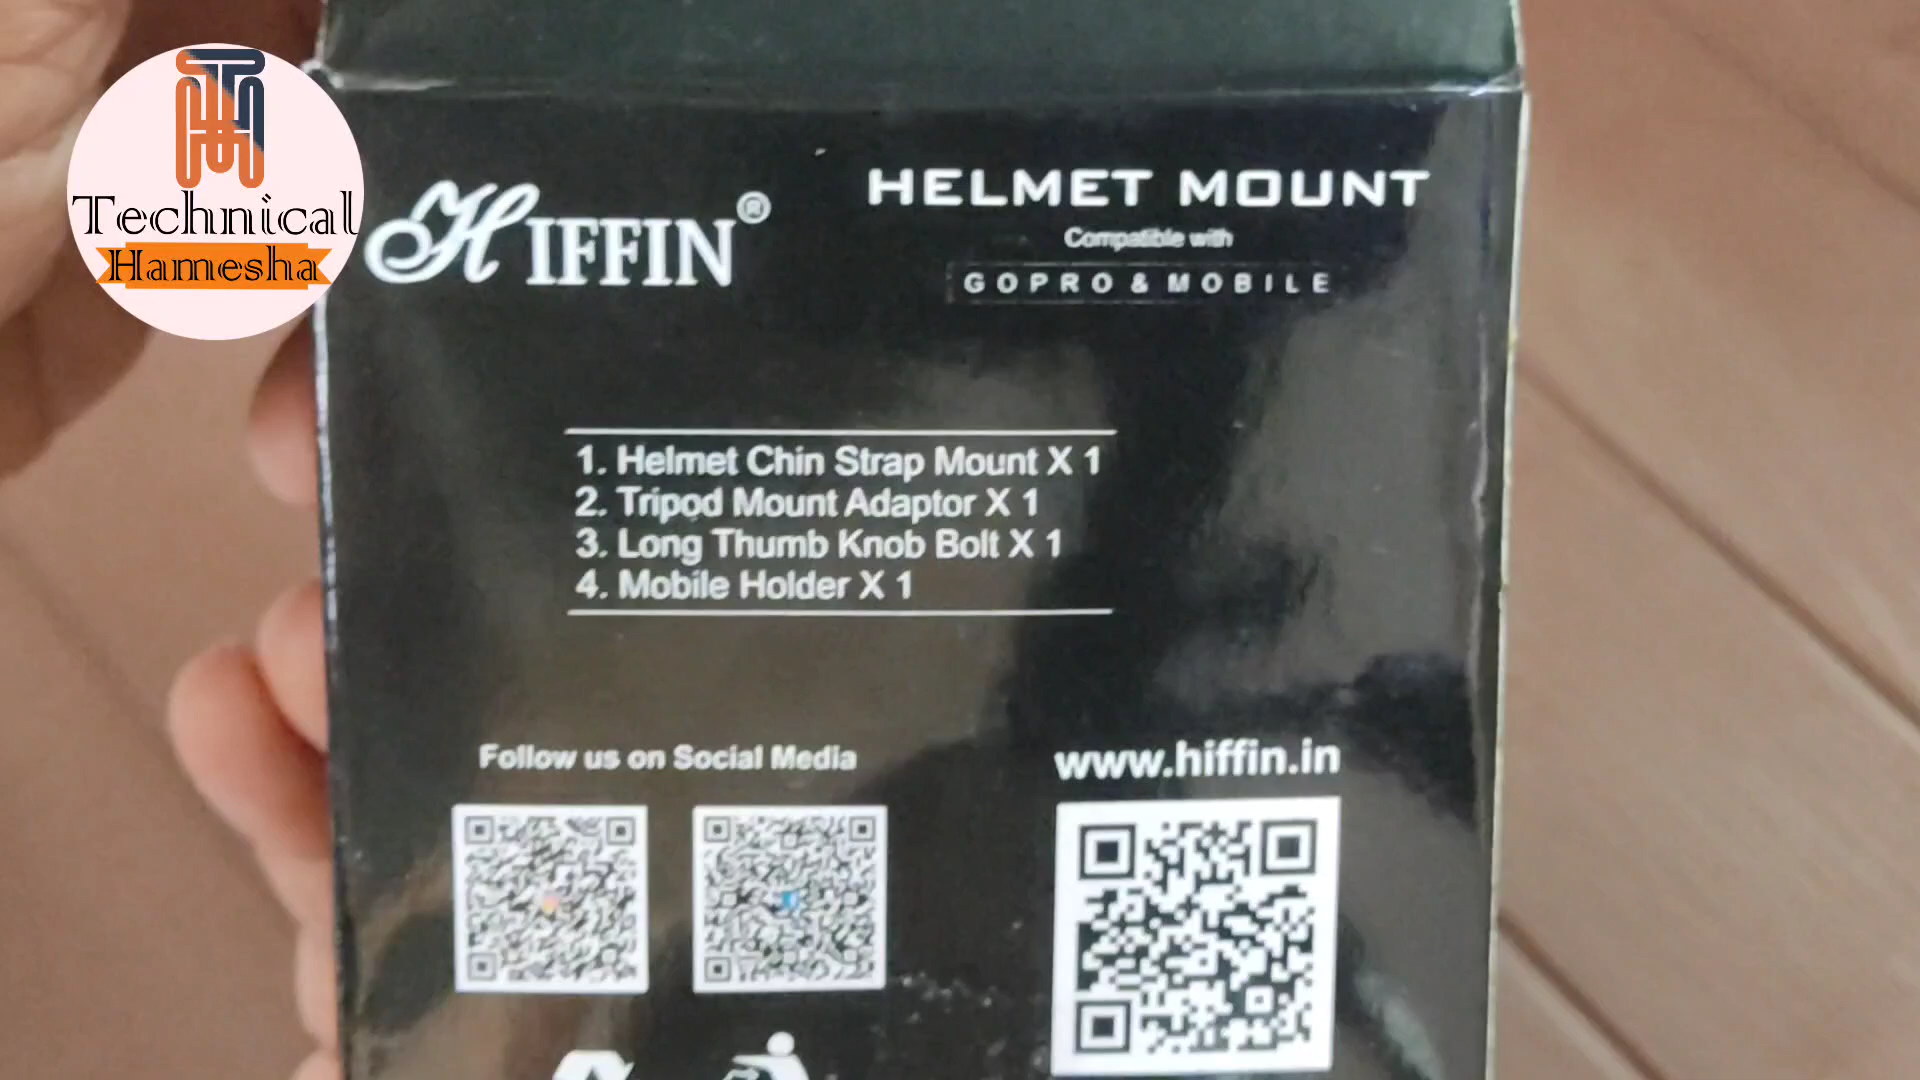 Technical
Hamesha
HIFFIN®
HELMET MOUNT
Compatible with
GOPRO & MOBILE
1. Helmet Chin Strap Mount X 1
2. Tripod Mount Adaptor X 1
3. Long Thumb Knob Bolt X 1
4. Mobile Holder X 1
Follow us on Social Media
www.hiffin.in